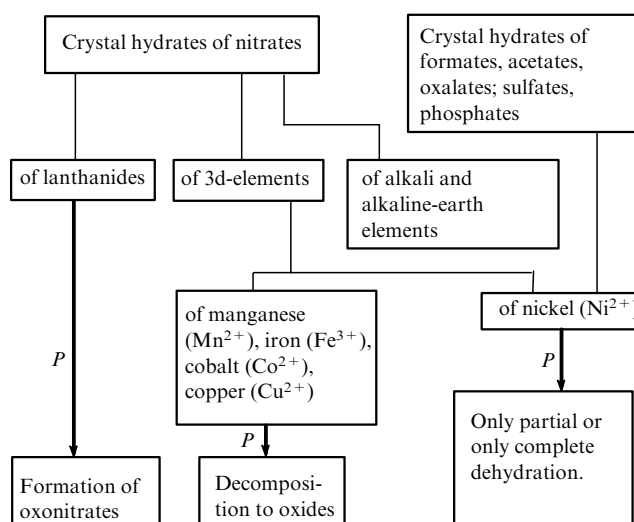 Crystal hydrates of nitrates
Crystal hydrates of
formates, acetates,
oxalates; sulfates,
phosphates
of lanthanides
of 3d-elements
of alkali and
alkaline-earth
elements
of manganese
(Mn²⁺), iron (Fe³⁺),
cobalt (Co²⁺),
copper (Cu²⁺)
of nickel (Ni²⁺)
P
P
P
Formation of
oxonitrates
Decomposi-
tion to oxides
Only partial or
only complete
dehydration.